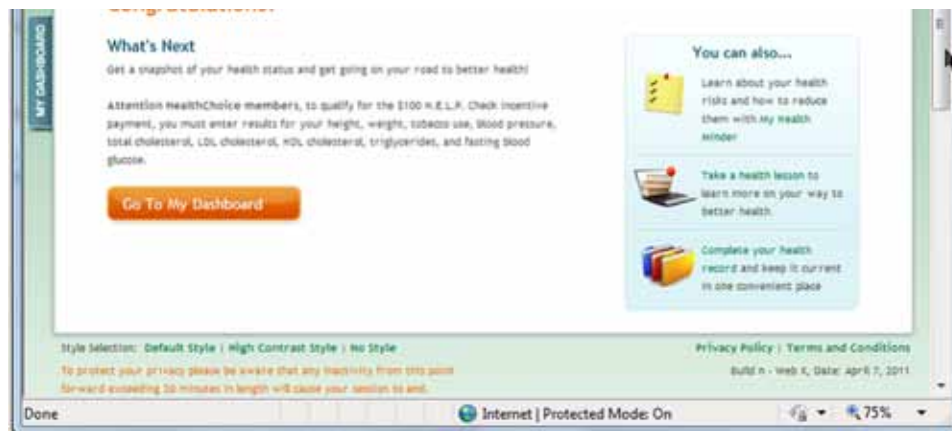 Congratulations!
MY DASHBOARD
What's Next
Get a snapshot of your health status and get going on your road to better health!
Attention HealthChoice members, to qualify for the $100 H.E.L.P. Check incentive
payment, you must enter results for your height, weight, tobacco use, blood pressure,
total cholesterol, LDL cholesterol, HDL cholesterol, triglycerides, and fasting blood
glucose.
Go To My Dashboard
You can also...
Learn about your health
risks and how to reduce
them with My Health
Minder
Take a health lesson to
learn more on your way to
better health
Complete your health
record and keep it current
in one convenient place
Style Selection: Default Style | High Contrast Style | No Style
Privacy Policy | Terms and Conditions
To protect your privacy please be aware that any inactivity from this point
forward exceeding 20 minutes in length will cause your session to end.
Build n - Web X, Date: April 7, 2011
Done
Internet | Protected Mode: On
75%